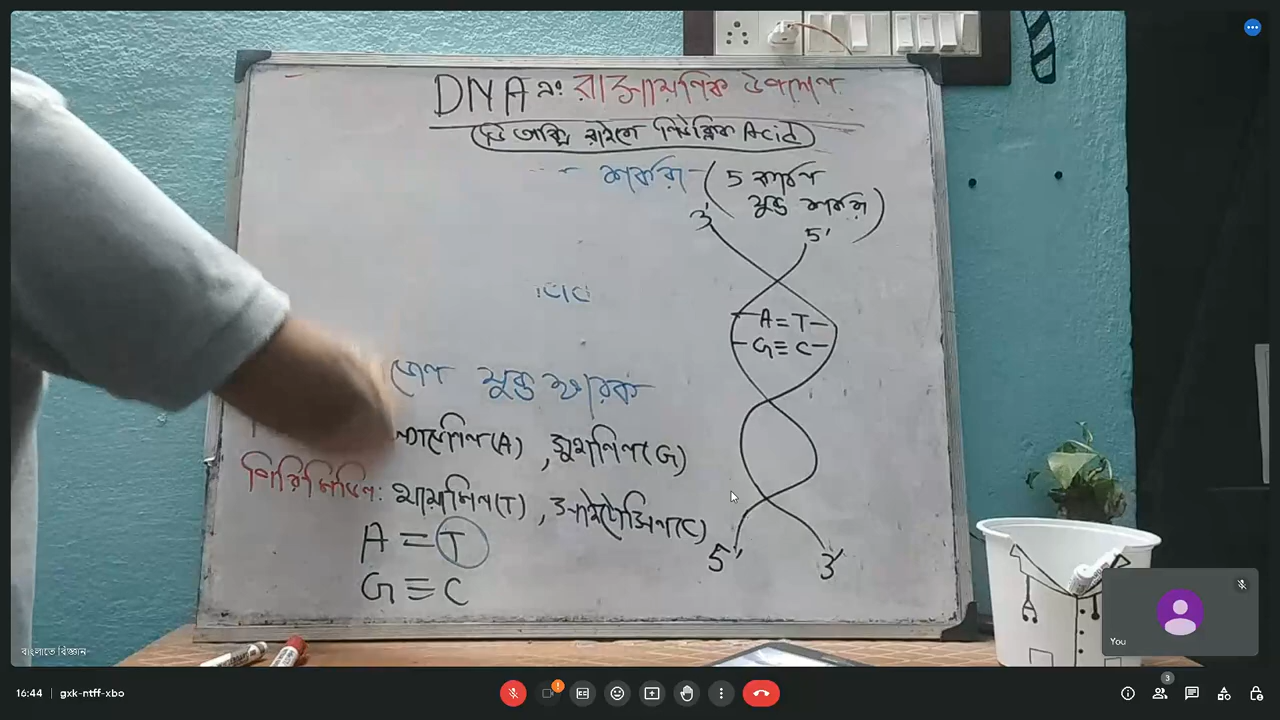 DNA এর রাসায়নিক উপাদান
(ডি অক্সি রাইবো নিউক্লিক Acid)
শর্করা - (5 কার্বন
যুক্ত শর্করা)
3'
5'
A = T
G ≡ C
যুক্ত ক্ষারক
(A), গুয়ানিন(G)
পিরিমিডিন: থায়ামিন(T), সাইটোসিন(C)
A = T
G ≡ C
5'
3'
You
বাংলাতে বিজ্ঞান
3
16:44 | gxk-ntff-xbo